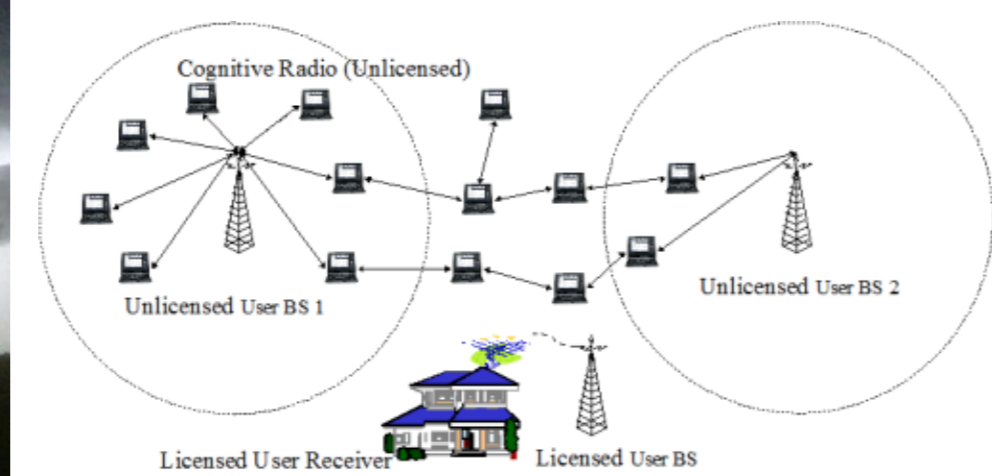 Cognitive Radio (Unlicensed)
Unlicensed User BS 1
Unlicensed User BS 2
Licensed User Receiver
Licensed User BS